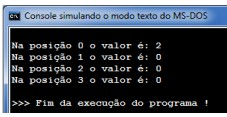 Console simulando o modo texto do MS-DOS
Na posição 0 o valor é: 2
Na posição 1 o valor é: 0
Na posição 2 o valor é: 0
Na posição 3 o valor é: 0
>>> Fim da execução do programa !